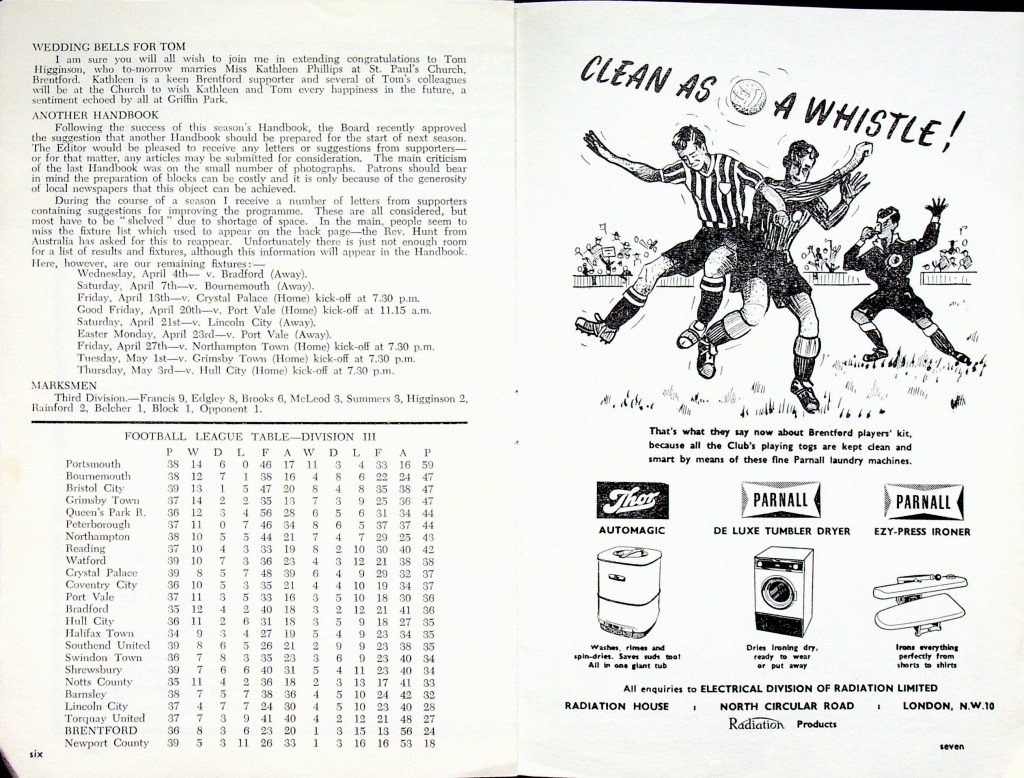 WEDDING BELLS FOR TOM
I am sure you will all wish to join me in extending congratulations to Tom
Higginson, who to-morrow marries Miss Kathleen Phillips at St. Paul's Church,
Brentford. Kathleen is a keen Brentford supporter and several of Tom's colleagues
will be at the Church to wish Kathleen and Tom every happiness in the future, a
sentiment echoed by all at Griffin Park.
ANOTHER HANDBOOK
Following the success of this season's Handbook, the Board recently approved
the suggestion that another Handbook should be prepared for the start of next season.
The Editor would be pleased to receive any letters or suggestions from supporters—
or for that matter, any articles may be submitted for consideration. The main criticism
of the last Handbook was on the small number of photographs. Patrons should bear
in mind the preparation of blocks can be costly and it is only because of the generosity
of local newspapers that this object can be achieved.
During the course of a season I receive a number of letters from supporters
containing suggestions for improving the programme. These are all considered, but
most have to be "shelved" due to shortage of space. In the main, people seem to
miss the fixture list which used to appear on the back page—the Rev. Hunt from
Australia has asked for this to reappear. Unfortunately there is just not enough room
for a list of results and fixtures, although this information will appear in the Handbook.
Here, however, are our remaining fixtures:—
Wednesday, April 4th— v. Bradford (Away).
Saturday, April 7th—v. Bournemouth (Away).
Friday, April 13th—v. Crystal Palace (Home) kick-off at 7.30 p.m.
Good Friday, April 20th—v. Port Vale (Home) kick-off at 11.15 a.m.
Saturday, April 21st—v. Lincoln City (Away).
Easter Monday, April 23rd—v. Port Vale (Away).
Friday, April 27th—v. Northampton Town (Home) kick-off at 7.30 p.m.
Tuesday, May 1st—v. Grimsby Town (Home) kick-off at 7.30 p.m.
Thursday, May 3rd—v. Hull City (Home) kick-off at 7.30 p.m.
MARKSMEN
Third Division.—Francis 9, Edgley 8, Brooks 6, McLeod 3, Summers 3, Higginson 2,
Rainford 2, Belcher 1, Block 1, Opponent 1.
FOOTBALL LEAGUE TABLE—DIVISION III
P W D L F A W D L F A P
Portsmouth 38 14 6 0 46 17 11 3 4 33 16 59
Bournemouth 38 12 7 1 38 16 4 8 6 22 24 47
Bristol City 39 13 1 5 47 20 8 4 8 35 38 47
Grimsby Town 37 14 2 2 35 13 7 3 9 25 36 47
Queen's Park R. 36 12 3 4 56 28 6 5 6 31 34 44
Peterborough 37 11 0 7 46 34 8 6 5 37 37 44
Northampton 38 10 5 5 44 21 7 4 7 29 25 43
Reading 37 10 4 3 33 19 8 2 10 30 40 42
Watford 39 10 7 3 36 23 4 3 12 21 38 38
Crystal Palace 39 8 5 7 48 39 6 4 9 29 32 37
Coventry City 36 10 5 3 35 21 4 4 10 19 34 37
Port Vale 37 11 3 5 33 16 3 5 10 18 30 36
Bradford 35 12 4 2 40 18 3 2 12 21 41 36
Hull City 36 11 2 6 31 18 3 5 9 18 27 35
Halifax Town 34 9 3 4 27 19 5 4 9 23 34 35
Southend United 39 8 6 5 26 21 2 9 9 23 38 35
Swindon Town 36 7 8 3 35 23 3 6 9 23 40 34
Shrewsbury 39 7 6 6 40 31 5 4 11 23 40 34
Notts County 35 11 4 2 36 18 2 3 13 17 41 33
Barnsley 38 7 5 7 38 36 4 5 10 24 42 32
Lincoln City 37 4 7 7 24 30 4 5 10 23 40 28
Torquay United 37 7 3 9 41 40 4 2 12 21 48 27
BRENTFORD 36 8 3 6 23 20 1 3 15 13 56 24
Newport County 39 5 3 11 26 33 1 3 16 16 53 18
six
CLEAN AS A WHISTLE!
That's what they say now about Brentford players' kit,
because all the Club's playing togs are kept clean and
smart by means of these fine Parnall laundry machines.
Thor PARNALL PARNALL
AUTOMAGIC DE LUXE TUMBLER DRYER EZY-PRESS IRONER
Washes, rinses and Dries ironing dry, Irons everything
spin-dries. Saves suds too! ready to wear perfectly from
All in one giant tub or put away shorts to shirts
All enquiries to ELECTRICAL DIVISION OF RADIATION LIMITED
RADIATION HOUSE : NORTH CIRCULAR ROAD : LONDON, N.W.10
Radiation Products
seven